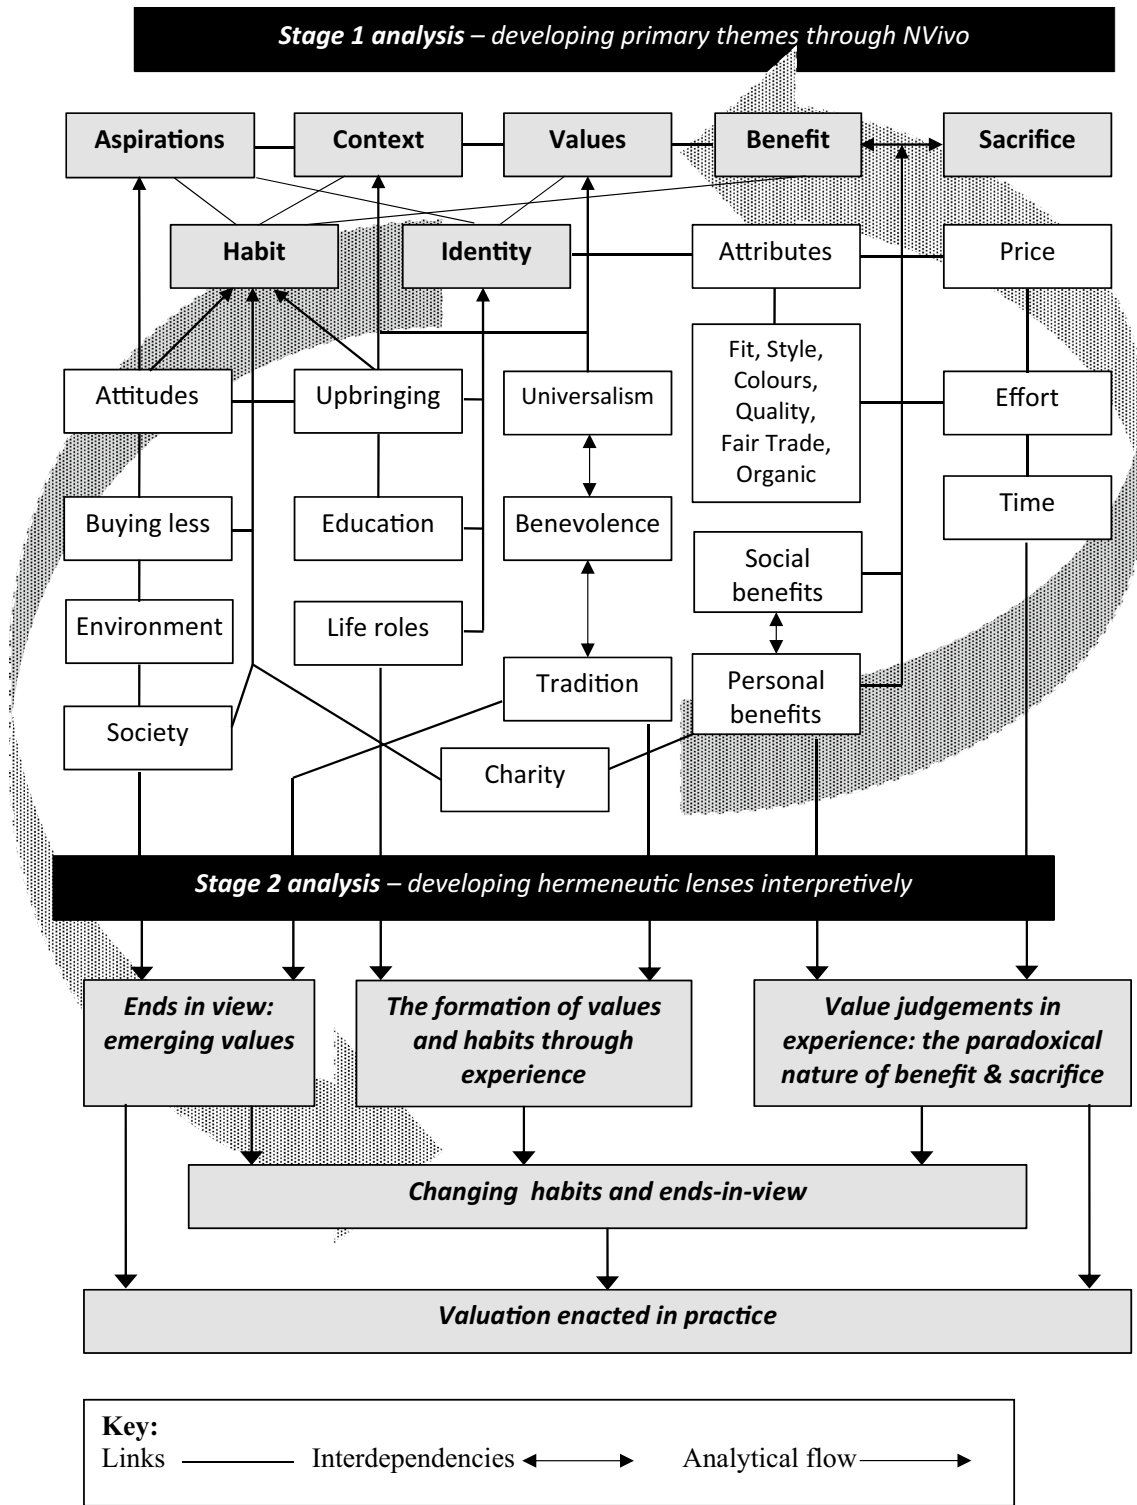 Stage 1 analysis – developing primary themes through NVivo
Aspirations
Context
Values
Benefit
Sacrifice
Habit
Identity
Attributes
Price
Fit, Style,
Colours,
Quality,
Fair Trade,
Organic
Attitudes
Upbringing
Universalism
Effort
Buying less
Education
Benevolence
Time
Social
benefits
Environment
Life roles
Tradition
Personal
benefits
Society
Charity
Stage 2 analysis – developing hermeneutic lenses interpretively
Ends in view:
emerging values
The formation of values
and habits through
experience
Value judgements in
experience: the paradoxical
nature of benefit & sacrifice
Changing habits and ends-in-view
Valuation enacted in practice
Key:
Links Interdependencies Analytical flow